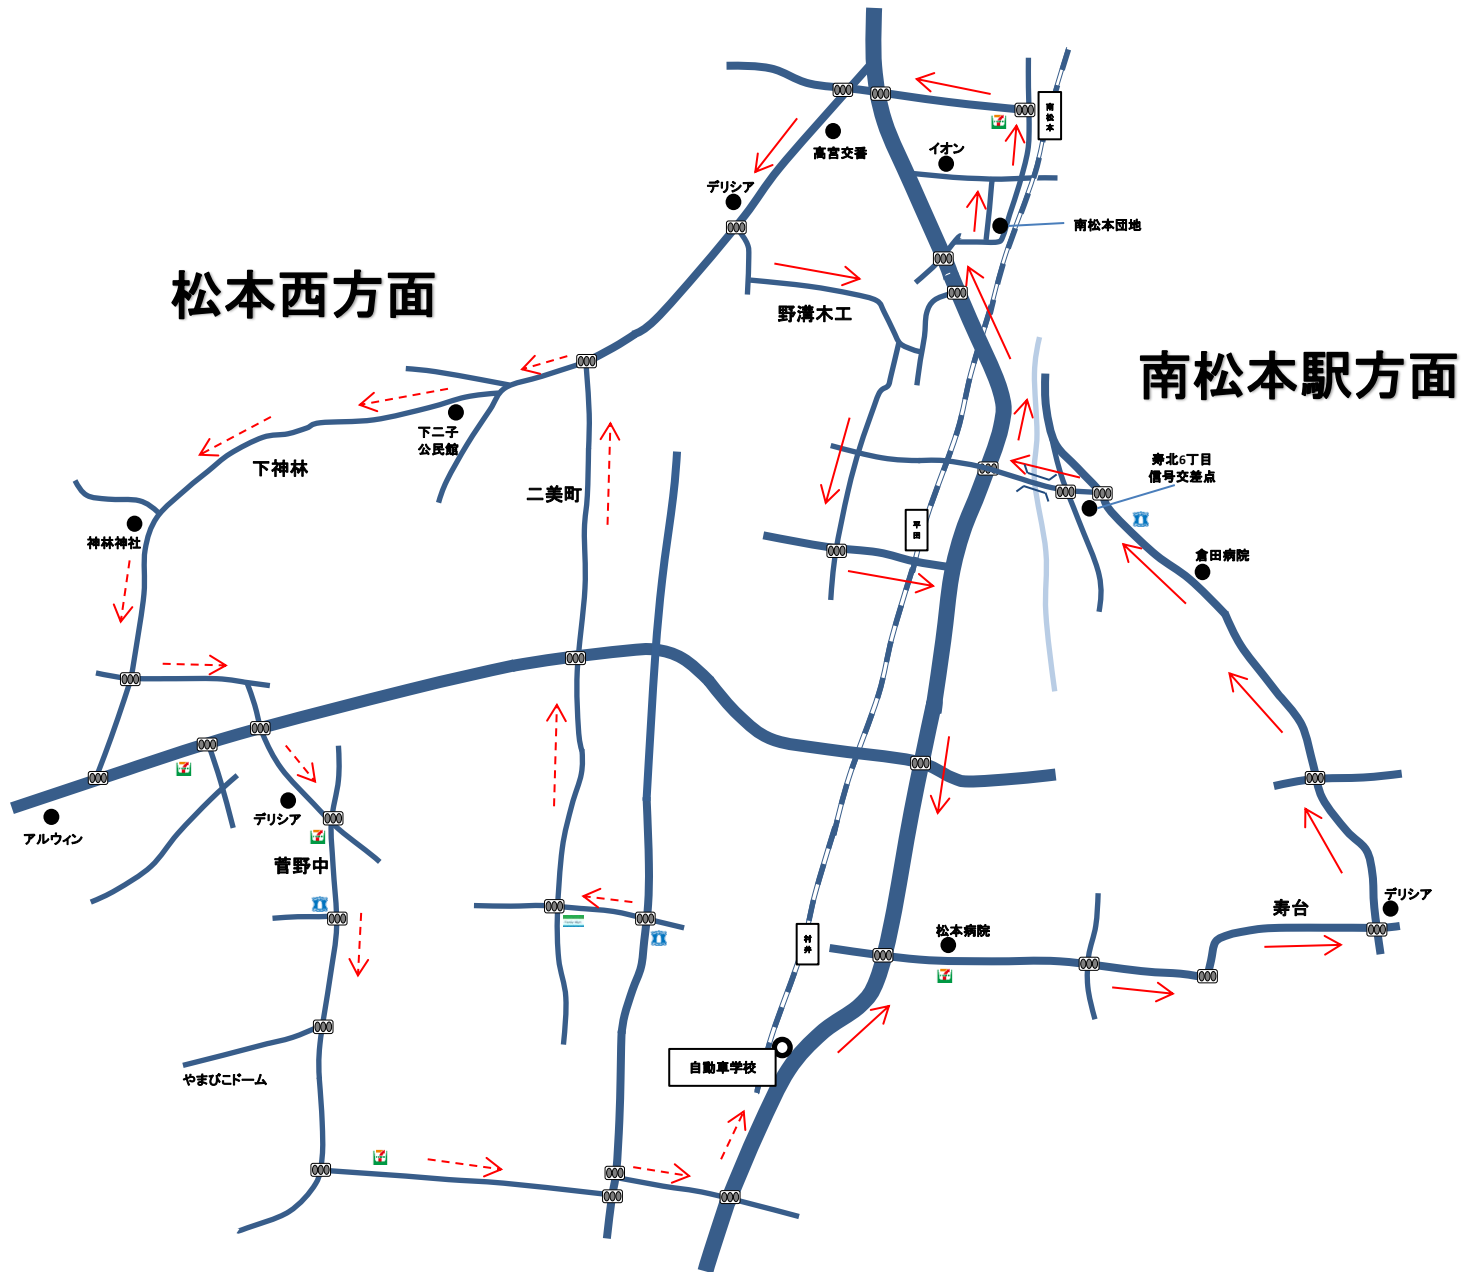 南松本
高宮交番
イオン
デリシア
南松本団地
松本西方面
野溝木工
南松本駅方面
下二子
公民館
下神林
寿北6丁目
信号交差点
二美町
神林神社
平田
倉田病院
アルウィン
デリシア
菅野中
デリシア
寿台
松本病院
村井
自動車学校
やまびこドーム